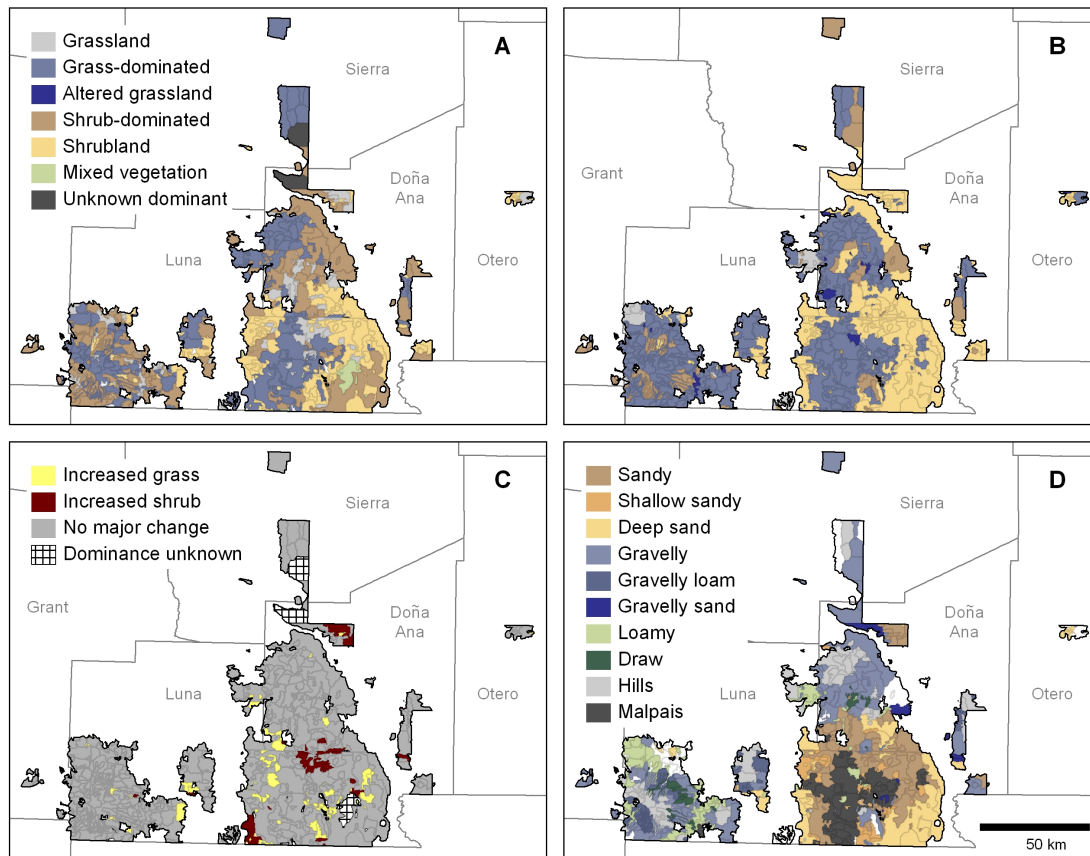 A
Grassland
Grass-dominated
Altered grassland
Shrub-dominated
Shrubland
Mixed vegetation
Unknown dominant
Sierra
Doña
Ana
Luna
Otero
B
Sierra
Grant
Doña
Ana
Luna
Otero
C
Increased grass
Increased shrub
No major change
Dominance unknown
Sierra
Grant
Doña
Ana
Luna
Otero
D
Sandy
Shallow sandy
Deep sand
Gravelly
Gravelly loam
Gravelly sand
Loamy
Draw
Hills
Malpais
Sierra
Doña
Ana
Luna
Otero
50 km